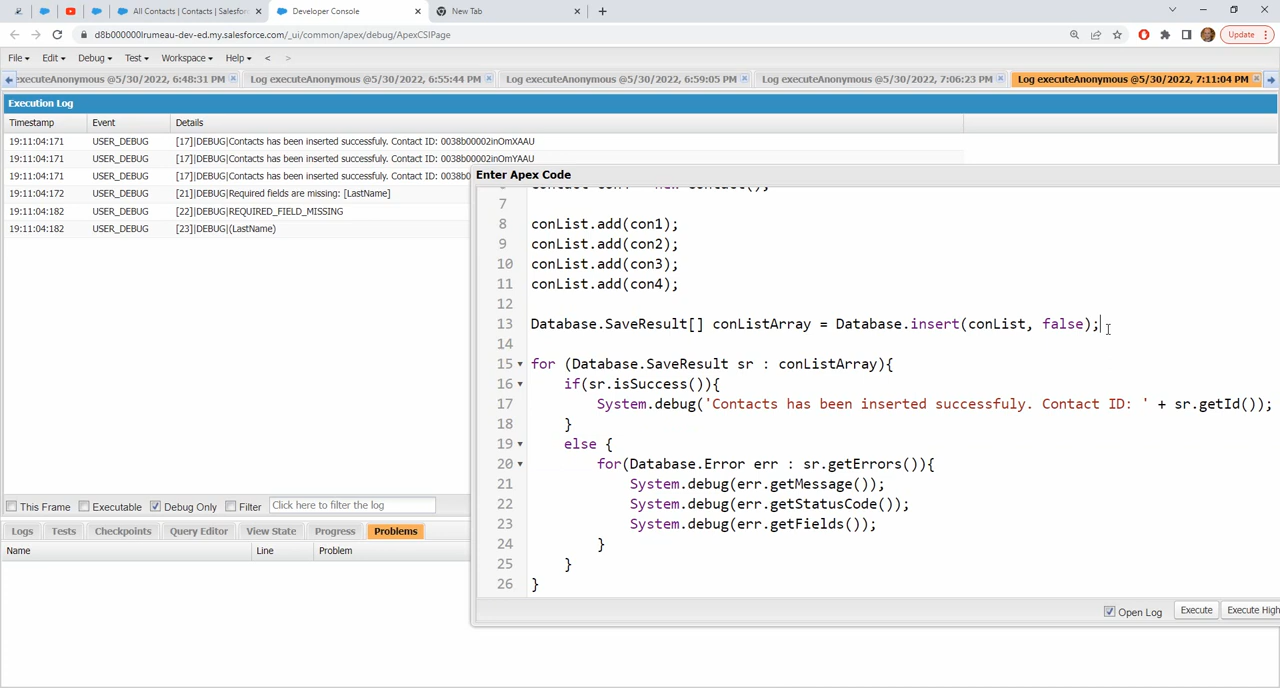 All Contacts | Contacts | Salesforc
Developer Console
New Tab
d8b000000lrumeau-dev-ed.my.salesforce.com/_ui/common/apex/debug/ApexCSIPage
Update
File
Edit
Debug
Test
Workspace
Help
<
>
executeAnonymous @5/30/2022, 6:48:31 PM
Log executeAnonymous @5/30/2022, 6:55:44 PM
Log executeAnonymous @5/30/2022, 6:59:05 PM
Log executeAnonymous @5/30/2022, 7:06:23 PM
Log executeAnonymous @5/30/2022, 7:11:04 PM
Execution Log
Timestamp Event Details
19:11:04:171 USER_DEBUG [17]|DEBUG|Contacts has been inserted successfuly. Contact ID: 0038b00002inOmXAAU
19:11:04:171 USER_DEBUG [17]|DEBUG|Contacts has been inserted successfuly. Contact ID: 0038b00002inOmYAAU
19:11:04:171 USER_DEBUG [17]|DEBUG|Contacts has been inserted successfuly. Contact ID: 0
19:11:04:172 USER_DEBUG [21]|DEBUG|Required fields are missing: [LastName]
19:11:04:182 USER_DEBUG [22]|DEBUG|REQUIRED_FIELD_MISSING
19:11:04:182 USER_DEBUG [23]|DEBUG|(LastName)
Enter Apex Code
7
8 conList.add(con1);
9 conList.add(con2);
10 conList.add(con3);
11 conList.add(con4);
12
13 Database.SaveResult[] conListArray = Database.insert(conList, false);
14
15 for (Database.SaveResult sr : conListArray){
16 if(sr.isSuccess()){
17 System.debug('Contacts has been inserted successfuly. Contact ID: ' + sr.getId());
18 }
19 else {
20 for(Database.Error err : sr.getErrors()){
21 System.debug(err.getMessage());
22 System.debug(err.getStatusCode());
23 System.debug(err.getFields());
24 }
25 }
26 }
Open Log
Execute
Execute High
This Frame
Executable
Debug Only
Filter
Click here to filter the log
Logs
Tests
Checkpoints
Query Editor
View State
Progress
Problems
Name Line Problem